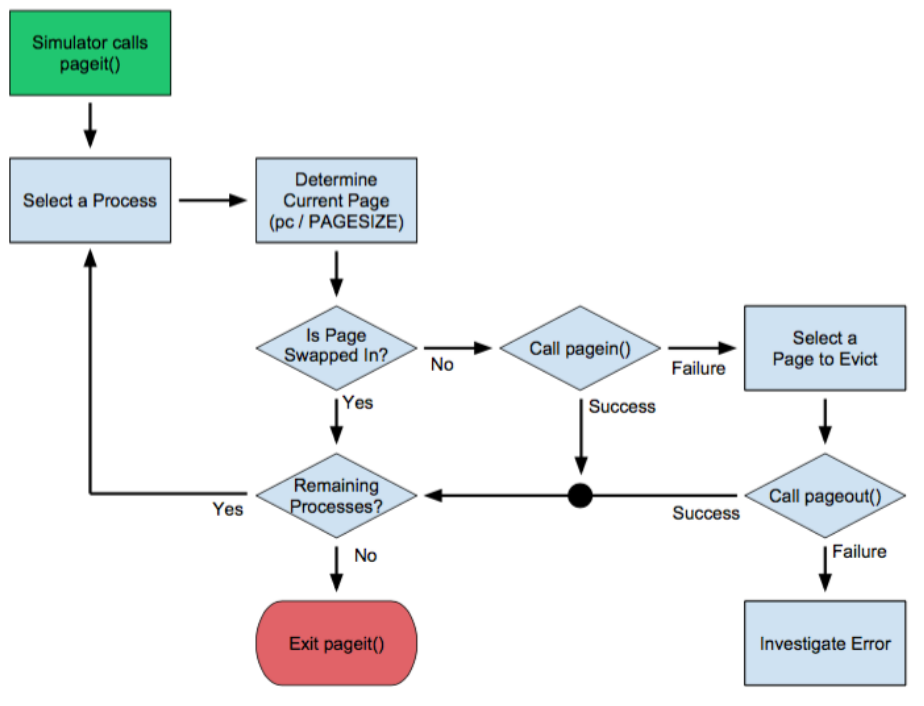 Simulator calls
pageit()
Select a Process
Determine
Current Page
(pc / PAGESIZE)
Is Page
Swapped In?
No
Call pagein()
Failure
Select a
Page to Evict
Yes
Success
Remaining
Processes?
Yes
Success
Call pageout()
No
Failure
Exit pageit()
Investigate Error